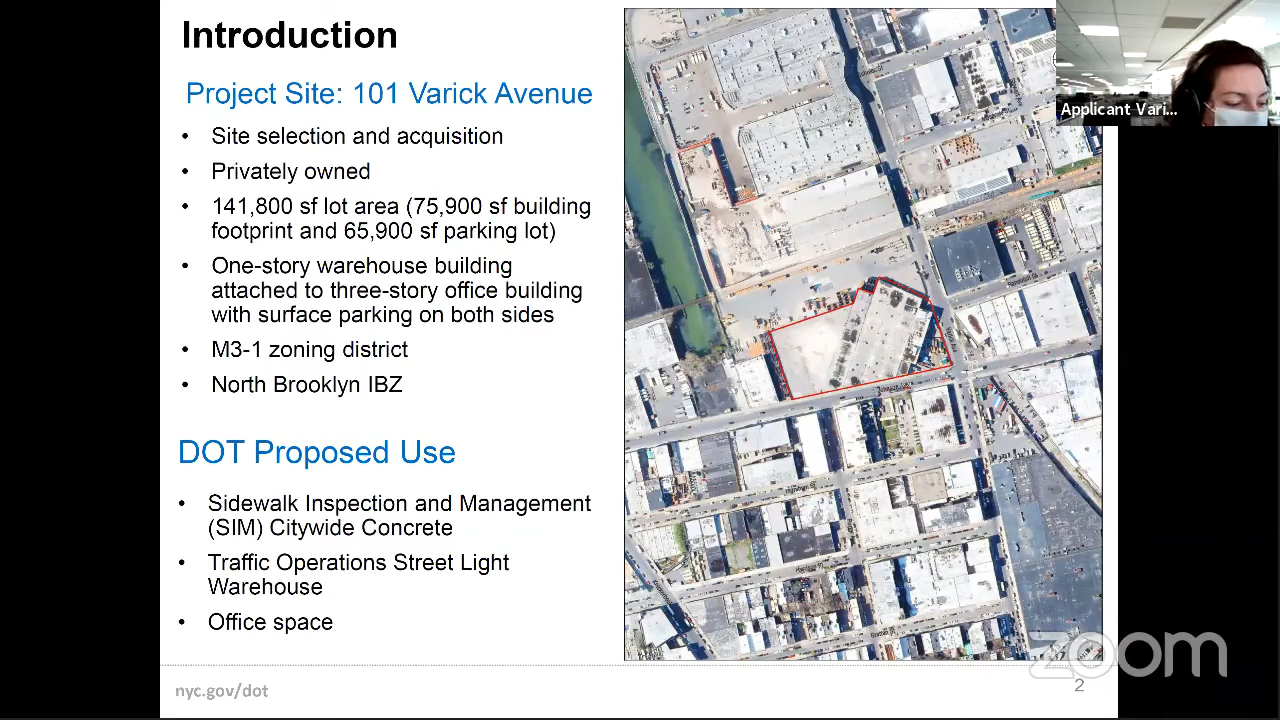 Introduction
Project Site: 101 Varick Avenue
• Site selection and acquisition
• Privately owned
• 141,800 sf lot area (75,900 sf building
footprint and 65,900 sf parking lot)
• One-story warehouse building
attached to three-story office building
with surface parking on both sides
• M3-1 zoning district
• North Brooklyn IBZ
DOT Proposed Use
• Sidewalk Inspection and Management
(SIM) Citywide Concrete
• Traffic Operations Street Light
Warehouse
• Office space
nyc.gov/dot
2
Applicant Vari...
zoom